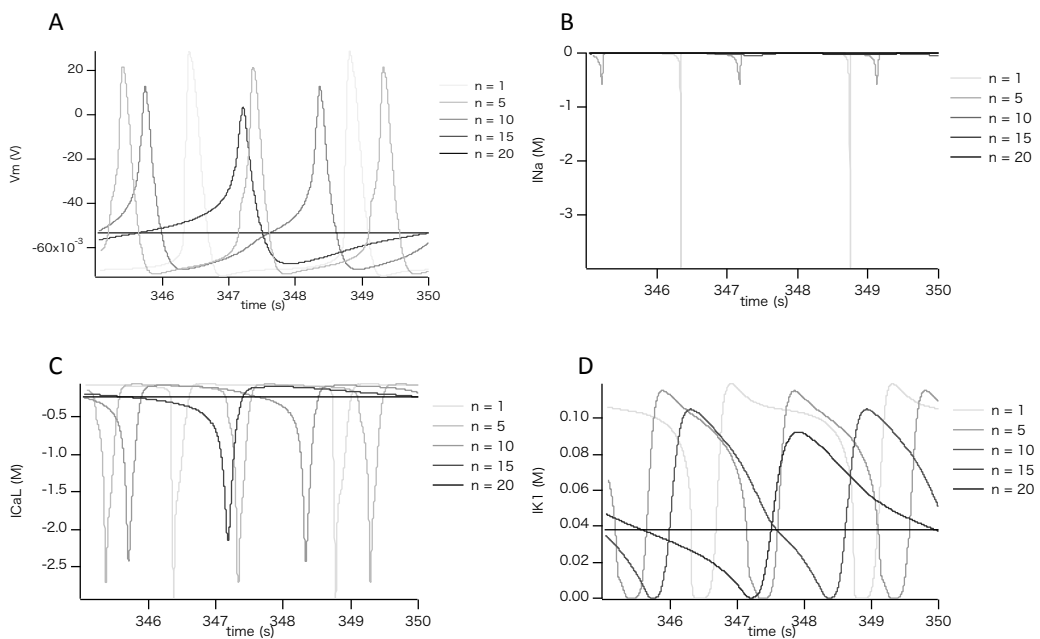 A
Vm (V)
20
0
-20
-40
-60x10-3
346
347
348
349
350
time (s)
n = 1
n = 5
n = 10
n = 15
n = 20
B
INa (M)
0
-1
-2
-3
346
347
348
349
350
time (s)
n = 1
n = 5
n = 10
n = 15
n = 20
C
ICaL (M)
-0.5
-1.0
-1.5
-2.0
-2.5
346
347
348
349
350
time (s)
n = 1
n = 5
n = 10
n = 15
n = 20
D
IK1 (M)
0.10
0.08
0.06
0.04
0.02
0.00
346
347
348
349
350
time (s)
n = 1
n = 5
n = 10
n = 15
n = 20